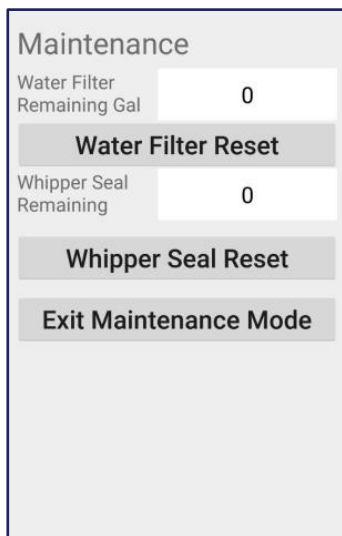 Maintenance
Water Filter
Remaining Gal
0
Water Filter Reset
Whipper Seal
Remaining
0
Whipper Seal Reset
Exit Maintenance Mode